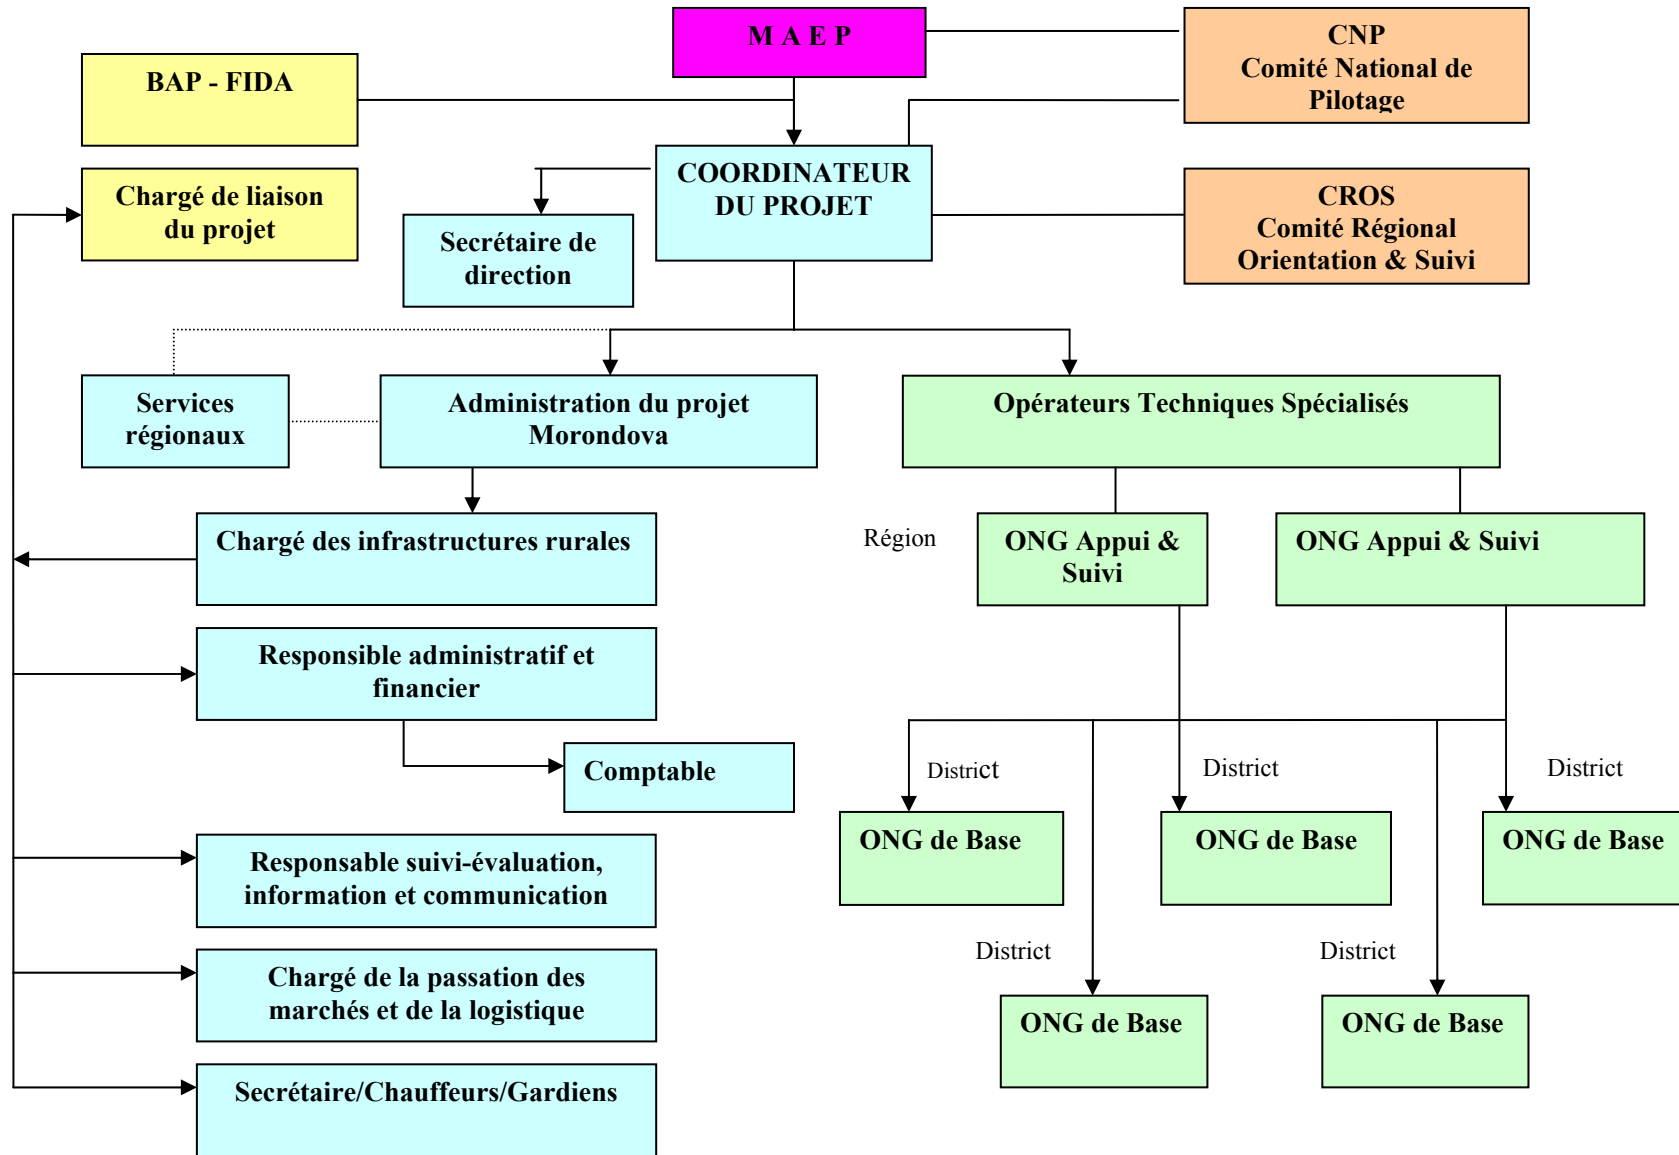 M A E P
CNP
Comité National de
Pilotage
BAP - FIDA
COORDINATEUR
DU PROJET
Chargé de liaison
du projet
CROS
Comité Régional
Orientation & Suivi
Secrétaire de
direction
Services
régionaux
Administration du projet
Morondova
Opérateurs Techniques Spécialisés
Chargé des infrastructures rurales
Région
ONG Appui &
Suivi
ONG Appui & Suivi
Responsible administratif et
financier
Comptable
District
District
District
ONG de Base
ONG de Base
ONG de Base
Responsable suivi-évaluation,
information et communication
District
District
Chargé de la passation des
marchés et de la logistique
ONG de Base
ONG de Base
Secrétaire/Chauffeurs/Gardiens